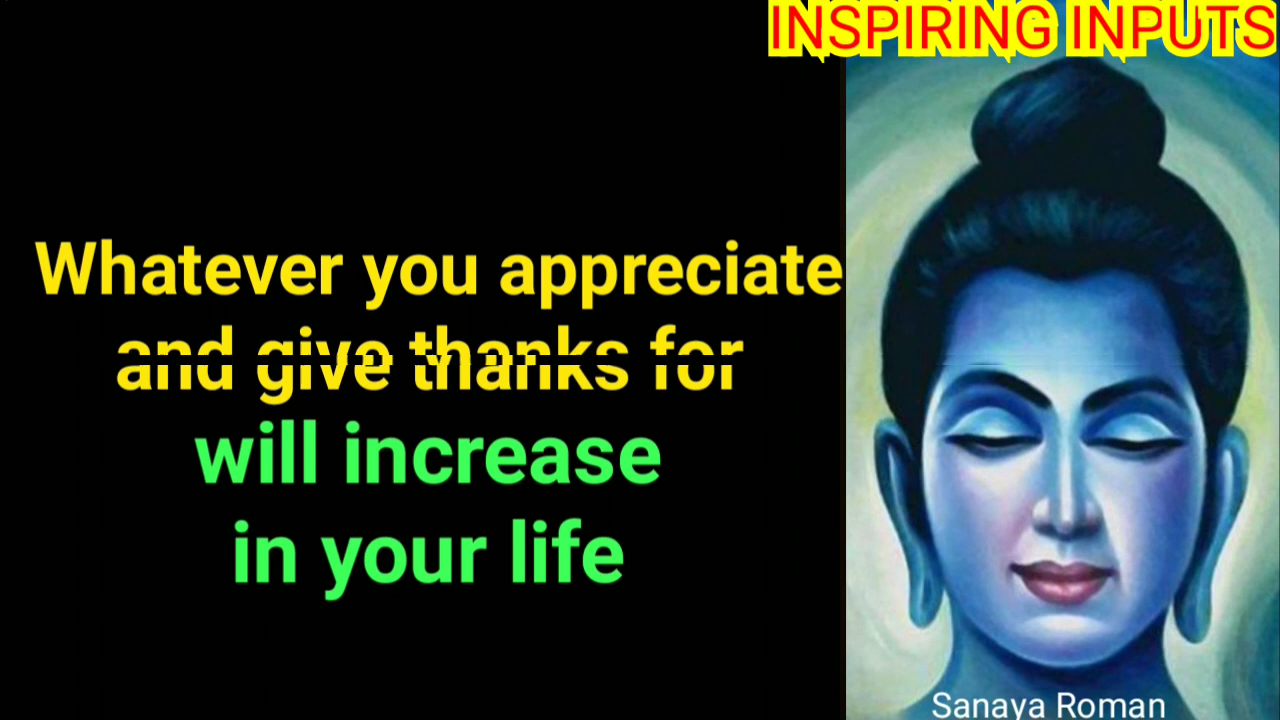 INSPIRING INPUTS
Whatever you appreciate
and give thanks for
will increase
in your life
Sanaya Roman